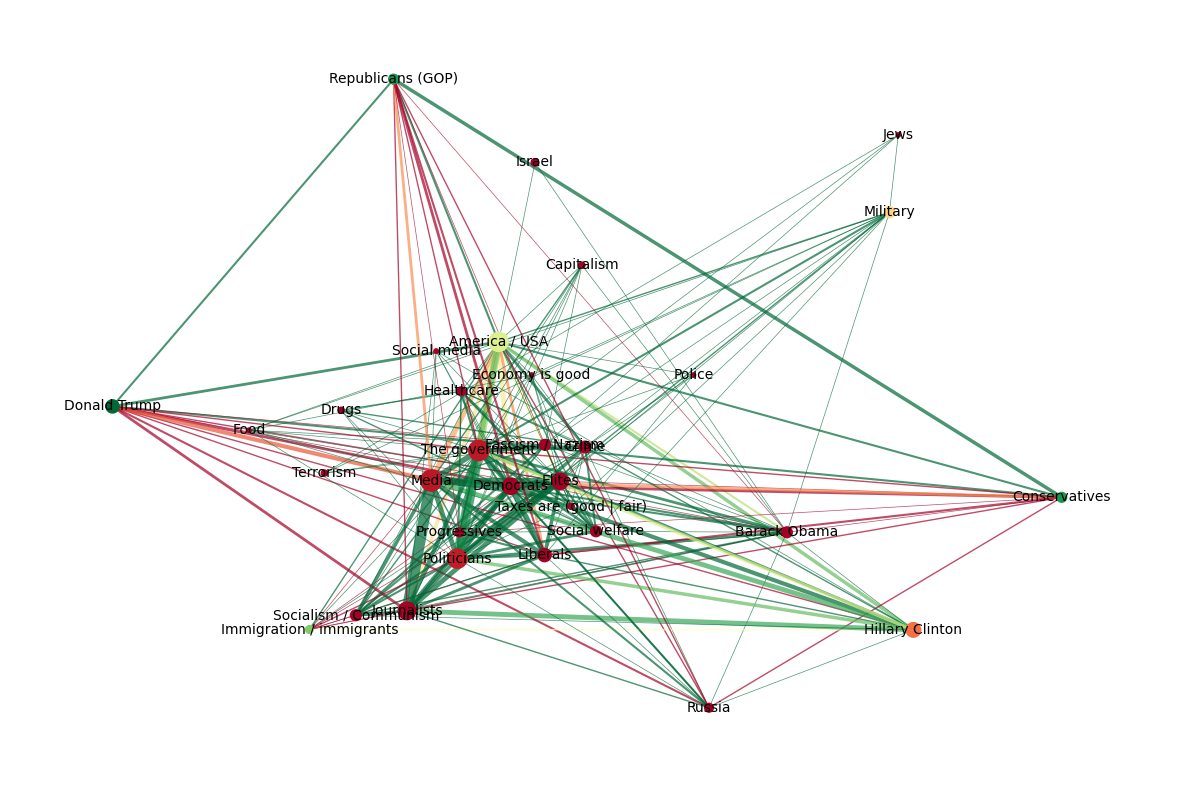 Republicans (GOP)
Jews
Israel
Military
Capitalism
America / USA
Social media
Economy is good
Police
Healthcare
Donald Trump
Drugs
Food
Fascism / Nazism
Crime
The government
Terrorism
Media
Elites
Democrats
Conservatives
Taxes are (good | fair)
Progressives
Social welfare
Barack Obama
Liberals
Politicians
Journalists
Socialism / Communism
Immigration / Immigrants
Hillary Clinton
Russia